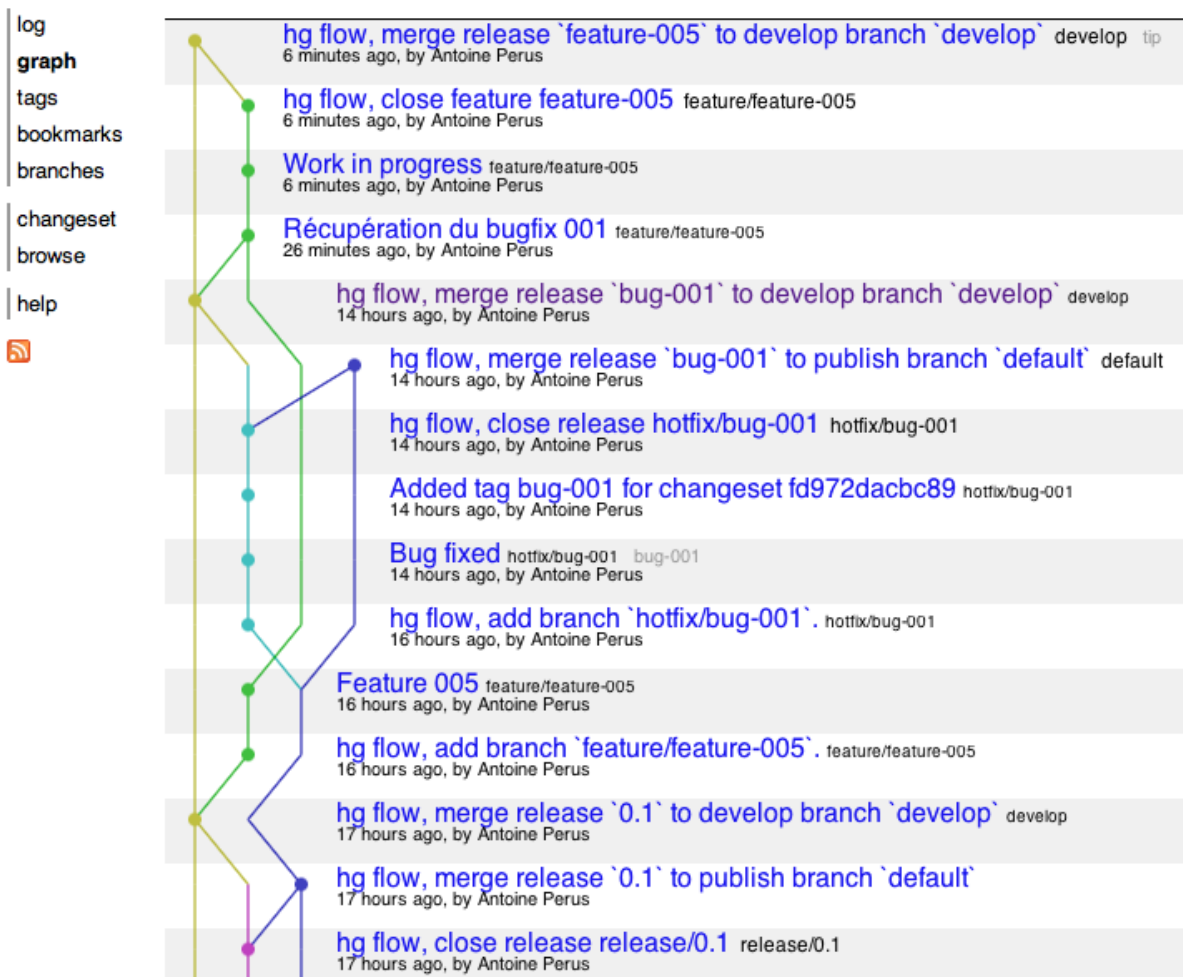 log
graph
tags
bookmarks
branches
changeset
browse
help
hg flow, merge release `feature-005` to develop branch `develop` develop tip
6 minutes ago, by Antoine Perus
hg flow, close feature feature-005 feature/feature-005
6 minutes ago, by Antoine Perus
Work in progress feature/feature-005
6 minutes ago, by Antoine Perus
Récupération du bugfix 001 feature/feature-005
26 minutes ago, by Antoine Perus
hg flow, merge release `bug-001` to develop branch `develop` develop
14 hours ago, by Antoine Perus
hg flow, merge release `bug-001` to publish branch `default` default
14 hours ago, by Antoine Perus
hg flow, close release hotfix/bug-001 hotfix/bug-001
14 hours ago, by Antoine Perus
Added tag bug-001 for changeset fd972dacbc89 hotfix/bug-001
14 hours ago, by Antoine Perus
Bug fixed hotfix/bug-001 bug-001
14 hours ago, by Antoine Perus
hg flow, add branch `hotfix/bug-001`. hotfix/bug-001
16 hours ago, by Antoine Perus
Feature 005 feature/feature-005
16 hours ago, by Antoine Perus
hg flow, add branch `feature/feature-005`. feature/feature-005
16 hours ago, by Antoine Perus
hg flow, merge release `0.1` to develop branch `develop` develop
17 hours ago, by Antoine Perus
hg flow, merge release `0.1` to publish branch `default`
17 hours ago, by Antoine Perus
hg flow, close release release/0.1 release/0.1
17 hours ago, by Antoine Perus